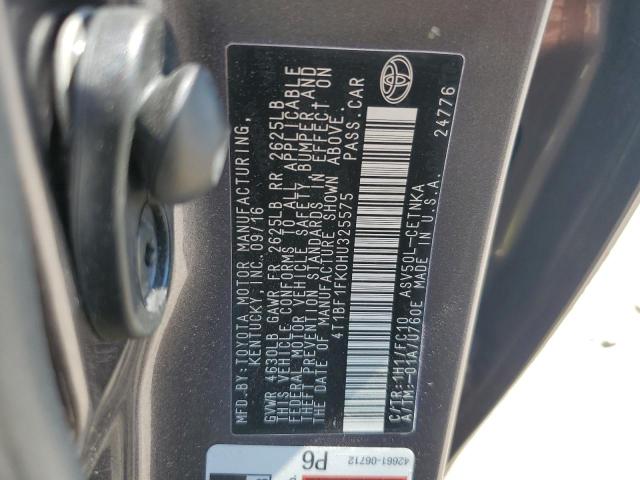 MFD.BY:TOYOTA MOTOR MANUFACTURING,
KENTUCKY, INC. 09/16
GVWR 4630LB GAWR FR 2625LB RR 2625LB
THIS VEHICLE CONFORMS TO ALL APPLICABLE
FEDERAL MOTOR VEHICLE SAFETY, BUMPER, AND
THEFT PREVENTION STANDARDS IN EFFECT ON
THE DATE OF MANUFACTURE SHOWN ABOVE.
4T1BF1FK0HU325575 PASS.CAR
C/TR:1H1/FC10 ASV50L-CETNKA
A/TM:-01A/U760E MADE IN U.S.A.
24776
P6
42661-06712